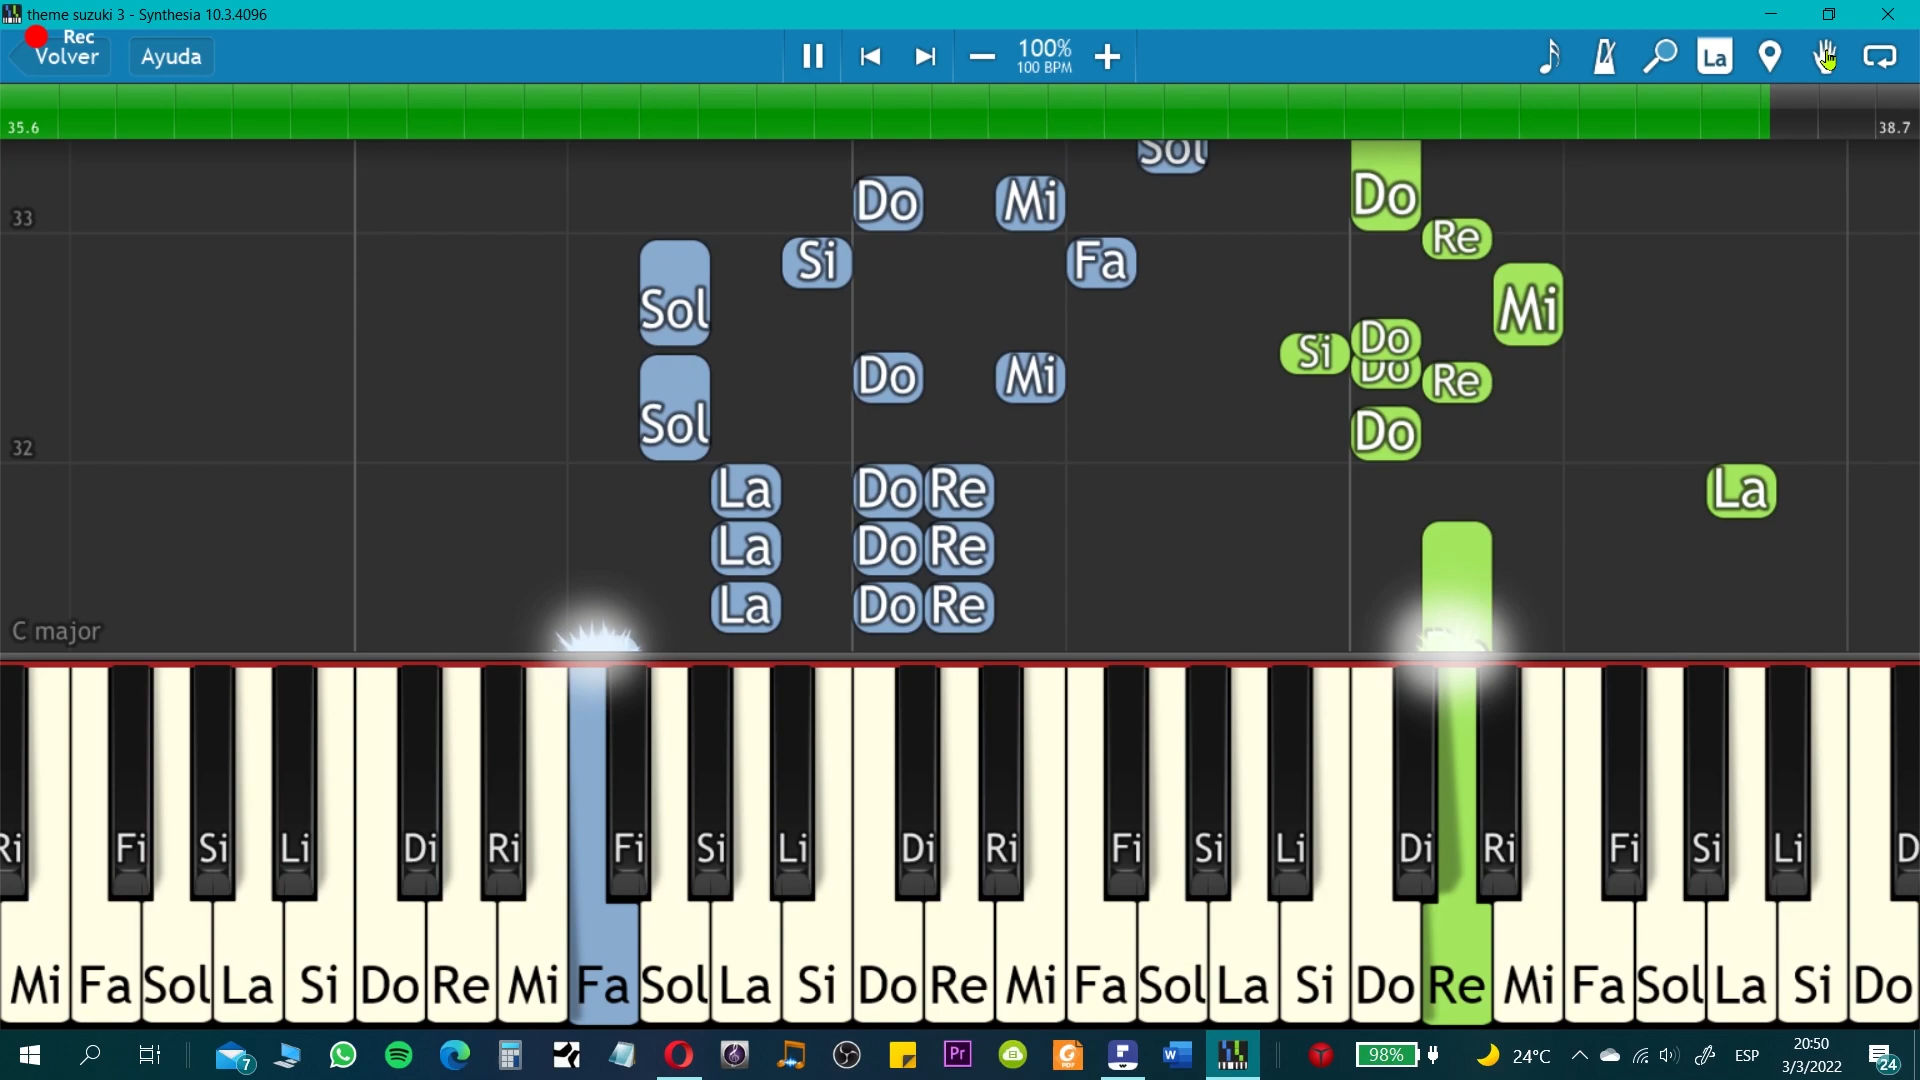 theme suzuki 3 - Synthesia 10.3.4096
Rec
Volver
Ayuda
100%
100 BPM
La
35.6
38.7
Sol
Do
Mi
Do
33
Si
Fa
Re
Sol
Mi
Si
Do
Do
Do
Mi
Re
Sol
Do
32
La
Do
Re
La
La
Do
Re
La
Do
Re
C major
Ri Fi Si Li Di Ri Fi Si Li Di Ri Fi Si Li Di Ri Fi Si Li D
Mi Fa Sol La Si Do Re Mi Fa Sol La Si Do Re Mi Fa Sol La Si Do Re Mi Fa Sol La Si Do
7
Pr
PDF
W
98%
24°C
ESP
20:50
3/3/2022
24